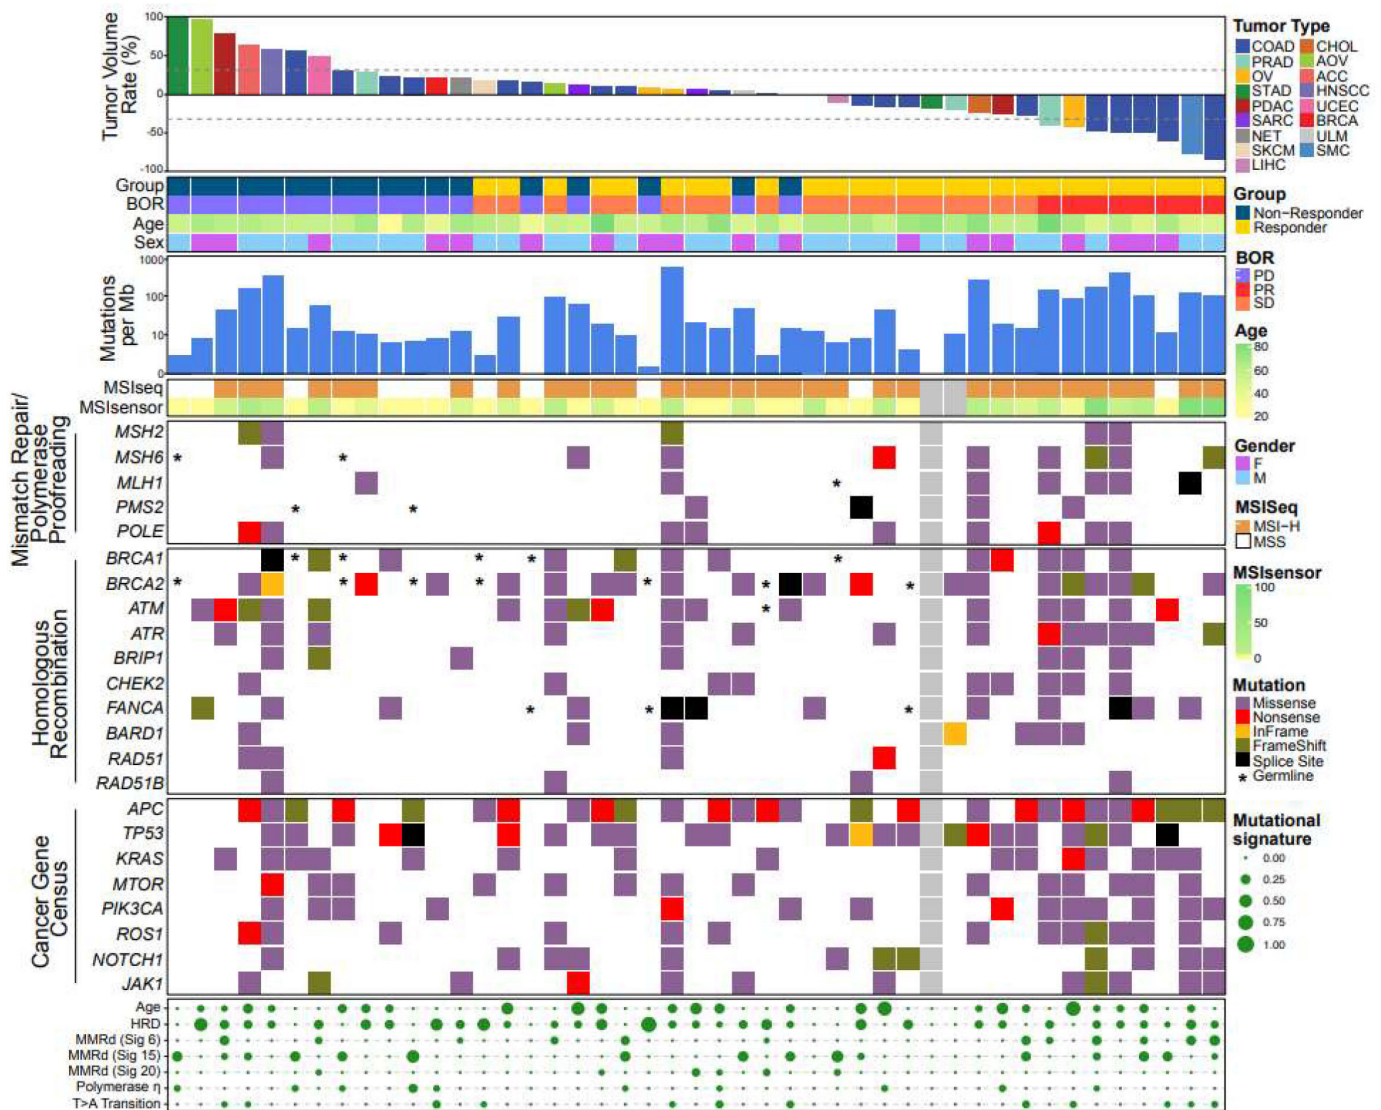 Tumor Volume
Rate (%)
100
50
0
-50
-100
Group
BOR
Age
Sex
Mutations
per Mb
1000
100
10
0
MSIseq
MSIsensor
Mismatch Repair/
Polymerase
Proofreading
MSH2
MSH6
* *
MLH1
*
PMS2
* *
POLE
Homologous
Recombination
BRCA1
* * * * *
BRCA2
* * * * * * *
ATM
*
ATR
BRIP1
CHEK2
FANCA
* * *
BARD1
RAD51
RAD51B
Cancer Gene
Census
APC
TP53
KRAS
MTOR
PIK3CA
ROS1
NOTCH1
JAK1
Age
HRD
MMRd (Sig 6)
MMRd (Sig 15)
MMRd (Sig 20)
Polymerase η
T>A Transition
Tumor Type
COAD CHOL
PRAD AOV
OV ACC
STAD HNSCC
PDAC UCEC
SARC BRCA
NET ULM
SKCM SMC
LIHC
Group
Non-Responder
Responder
BOR
PD
PR
SD
Age
80
60
40
20
Gender
F
M
MSISeq
MSI-H
MSS
MSIsensor
100
50
0
Mutation
Missense
Nonsense
InFrame
FrameShift
Splice Site
* Germline
Mutational
signature
0.00
0.25
0.50
0.75
1.00